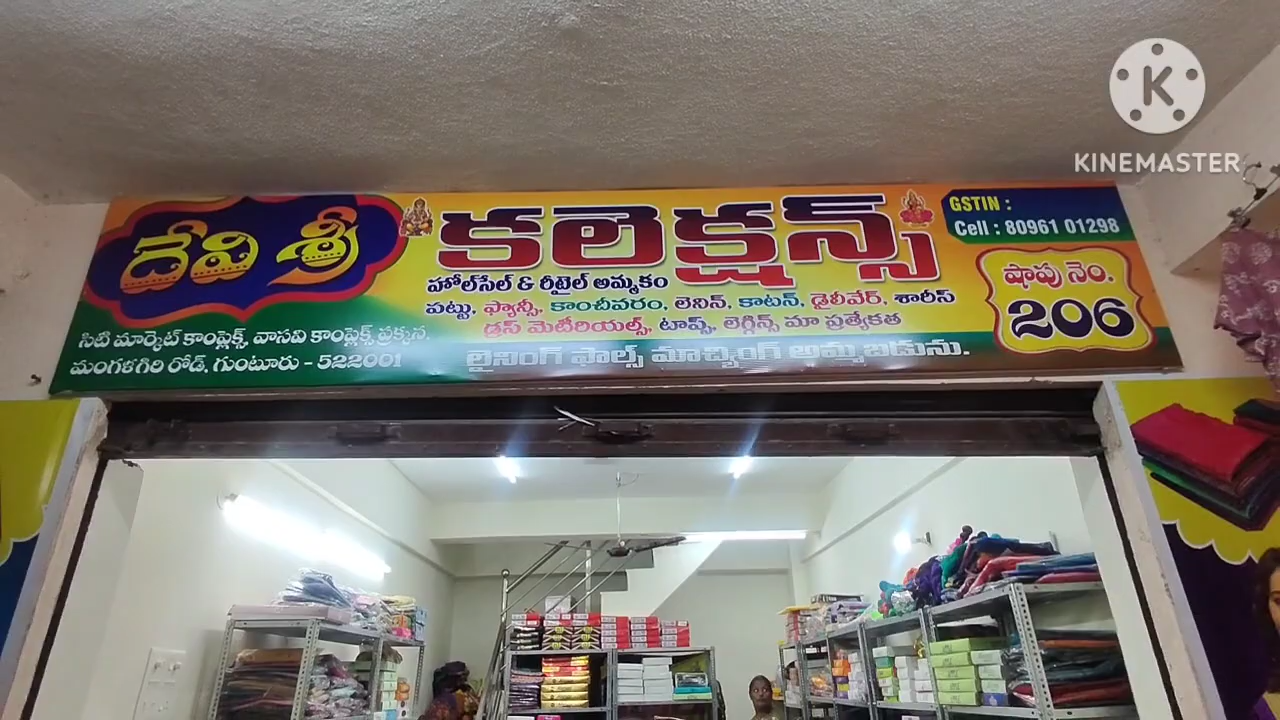 దేవి శ్రీ
కలెక్షన్స్
హోల్‌సేల్ & రీటైల్ అమ్మకం
పట్టు, ఫ్యాన్సీ, కాంచీవరం, లెనిన్, కాటన్, డైలీవేర్, శారీస్
డ్రస్ మెటీరియల్స్, టాప్స్, లెగ్గిన్స్ మా ప్రత్యేకత
లైనింగ్ ఫాల్స్ మాచ్చింగ్ అమ్మబడును.
సిటి మార్కెట్ కాంప్లెక్స్, వాసవి కాంప్లెక్స్ ప్రక్కన,
మంగళగిరి రోడ్, గుంటూరు - 522001
GSTIN :
Cell : 80961 01298
షాపు నెం.
206
K
KINEMASTER